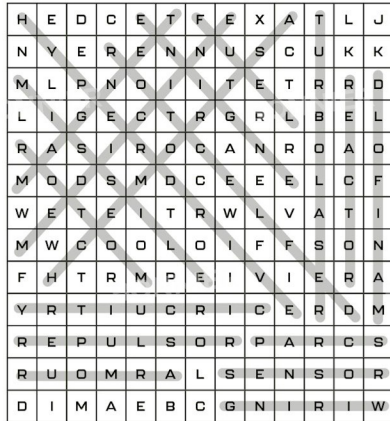 H E D C E T F E X A T L J
N Y E R E N N U S C U K K
M L P N O I I T E T R R D
L I G E C T R G R L B E L
R A S I R O C A N R O A O
M O D S M D C E E E L C F
W E T E I T R W L V A T I
M W C O O L O I F F S O N
F H T R M P E I V I E R A
Y R T I U C R I C E R D M
R E P U L S O R P A R C S
R U O M R A L S E N S O R
D I M A E B C G N I R I W